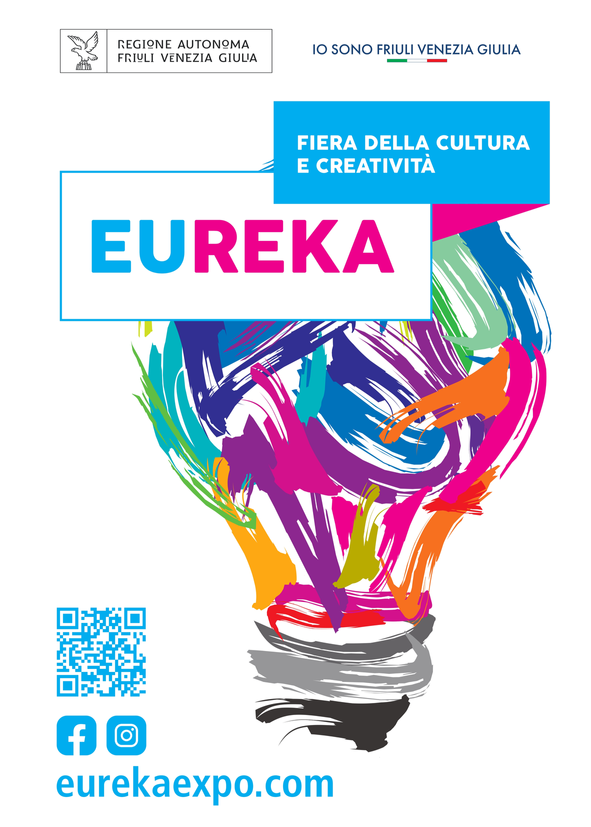 REGIONE AUTONOMA
FRIULI VENEZIA GIULIA
IO SONO FRIULI VENEZIA GIULIA
FIERA DELLA CULTURA
E CREATIVITÀ
EUREKA
eurekaexpo.com